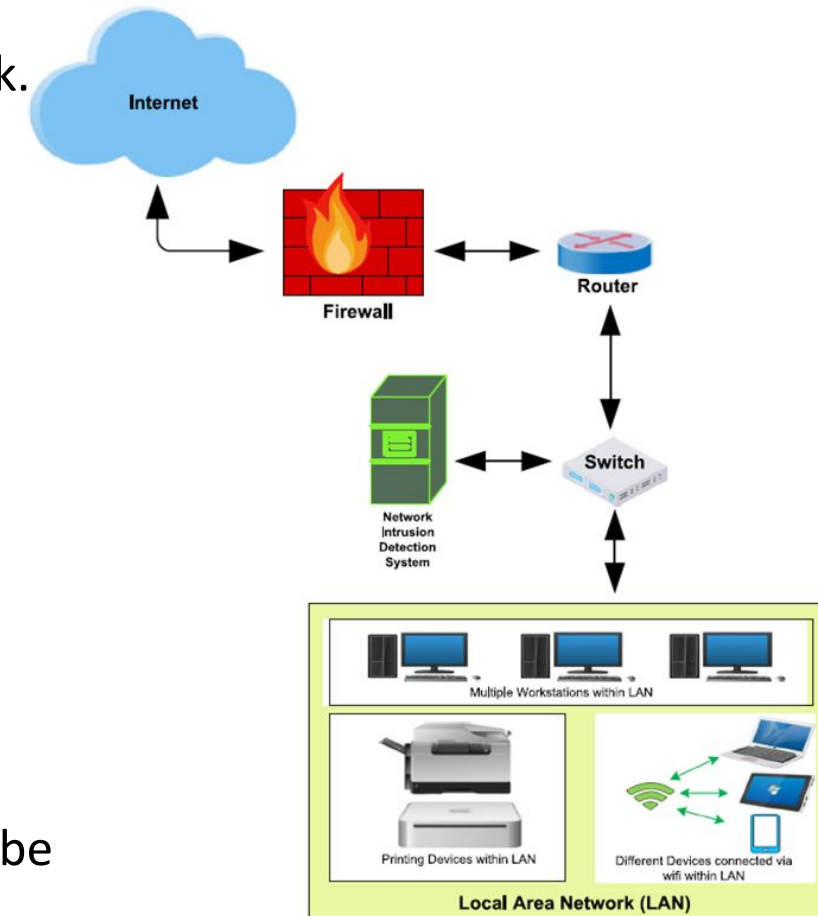 k.
Internet
Firewall
Router
Switch
Network
Intrusion
Detection
System
Multiple Workstations within LAN
Printing Devices within LAN
Different Devices connected via
wifi within LAN
be
Local Area Network (LAN)